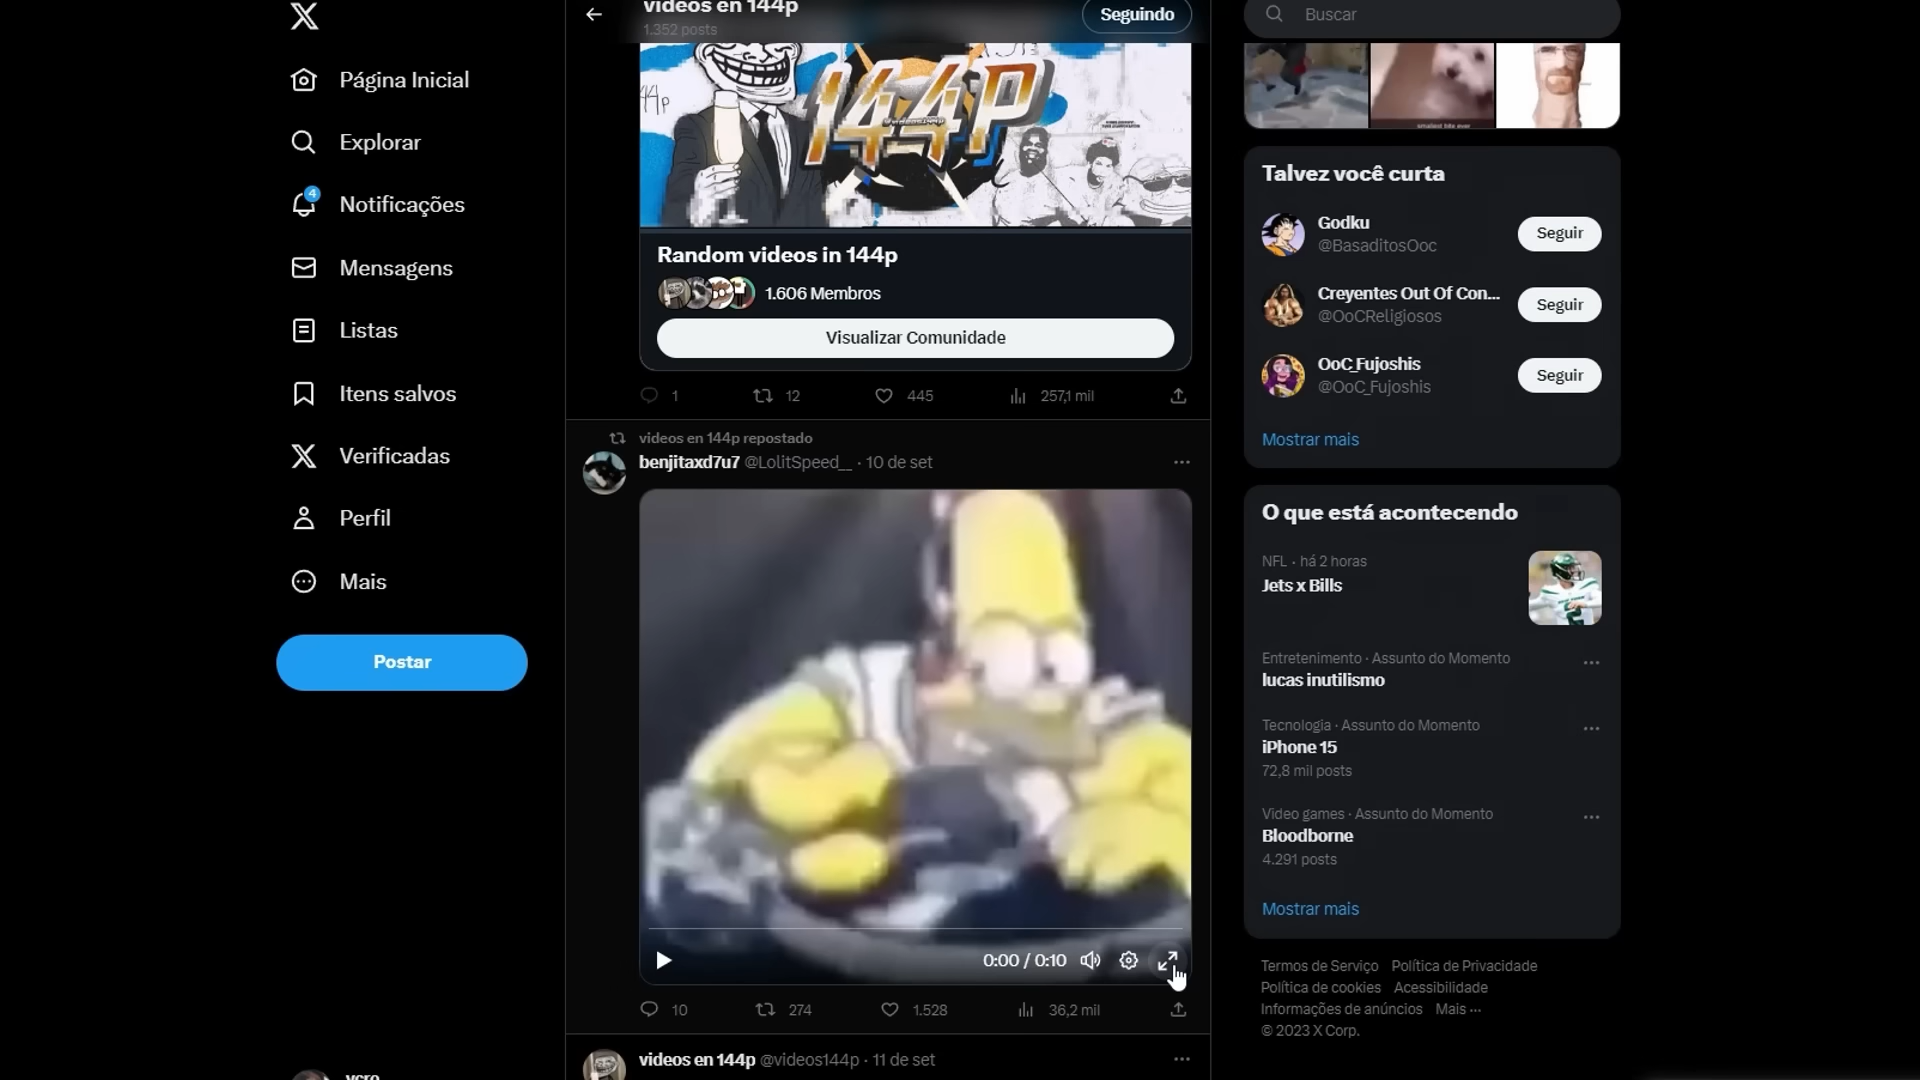 Página Inicial
Explorar
4
Notificações
Mensagens
Listas
Itens salvos
Verificadas
Perfil
Mais
Postar
videos en 144p
1.352 posts
Seguindo
144p
144P
Random videos in 144p
1.606 Membros
Visualizar Comunidade
1 12 445 257,1 mil
videos en 144p repostado
benjitaxd7u7 @LolitSpeed__ · 10 de set
0:00 / 0:10
10 274 1.528 36,2 mil
videos en 144p @videos144p · 11 de set
Buscar
smallest bite ever
Talvez você curta
Godku
@BasaditosOoc
Seguir
Creyentes Out Of Con...
@OoCReligiosos
Seguir
OoC_Fujoshis
@OoC_Fujoshis
Seguir
Mostrar mais
O que está acontecendo
NFL · há 2 horas
Jets x Bills
Entretenimento · Assunto do Momento
lucas inutilismo
Tecnologia · Assunto do Momento
iPhone 15
72,8 mil posts
Video games · Assunto do Momento
Bloodborne
4.291 posts
Mostrar mais
Termos de Serviço Política de Privacidade
Política de cookies Acessibilidade
Informações de anúncios Mais ···
© 2023 X Corp.